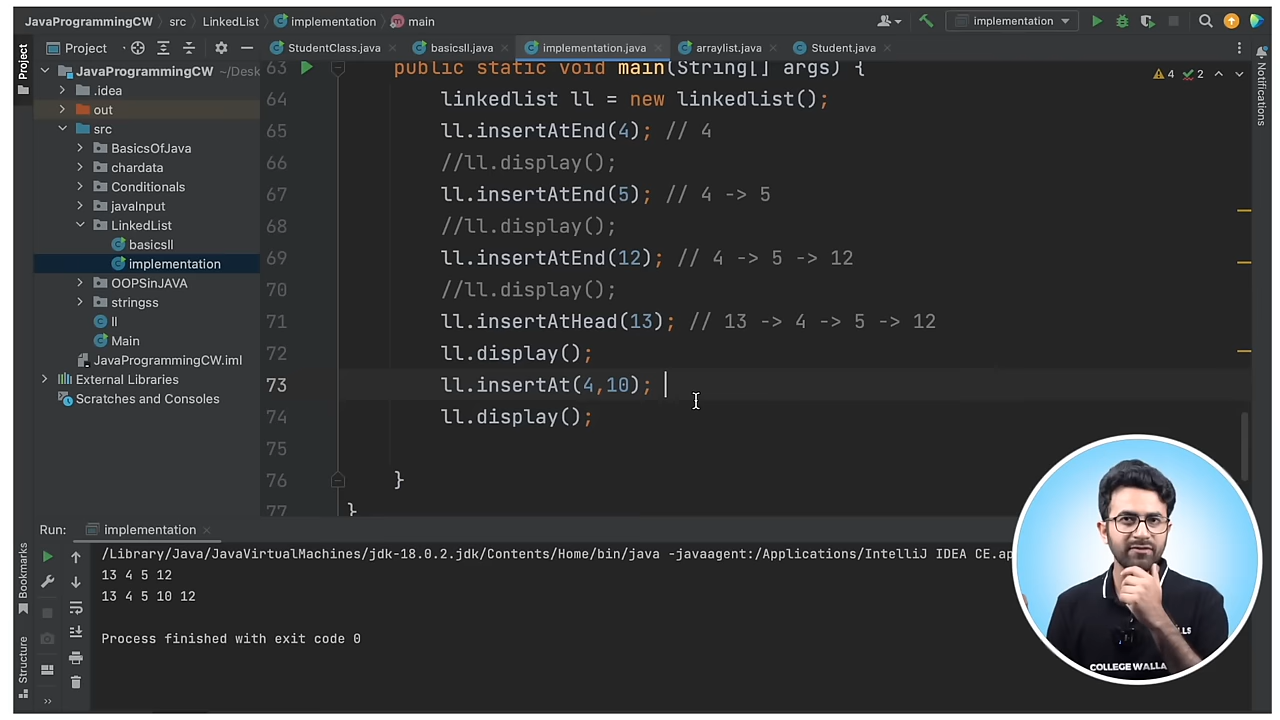 JavaProgrammingCW
src
LinkedList
implementation
main
implementation
Project
StudentClass.java
basicsll.java
implementation.java
arraylist.java
Student.java
Project
JavaProgrammingCW ~/Desk
.idea
out
src
BasicsOfJava
chardata
Conditionals
javaInput
LinkedList
basicsll
implementation
OOPSinJAVA
stringss
ll
Main
JavaProgrammingCW.iml
External Libraries
Scratches and Consoles
4 2
63 public static void main(String[] args) {
64 linkedlist ll = new linkedlist();
65 ll.insertAtEnd(4); // 4
66 //ll.display();
67 ll.insertAtEnd(5); // 4 -> 5
68 //ll.display();
69 ll.insertAtEnd(12); // 4 -> 5 -> 12
70 //ll.display();
71 ll.insertAtHead(13); // 13 -> 4 -> 5 -> 12
72 ll.display();
73 ll.insertAt(4,10);
74 ll.display();
75
76 }
77 }
Notifications
Run: implementation
/Library/Java/JavaVirtualMachines/jdk-18.0.2.jdk/Contents/Home/bin/java -javaagent:/Applications/IntelliJ IDEA CE.ap
13 4 5 12
13 4 5 10 12
Process finished with exit code 0
Bookmarks
Structure
COLLEGE WALLA